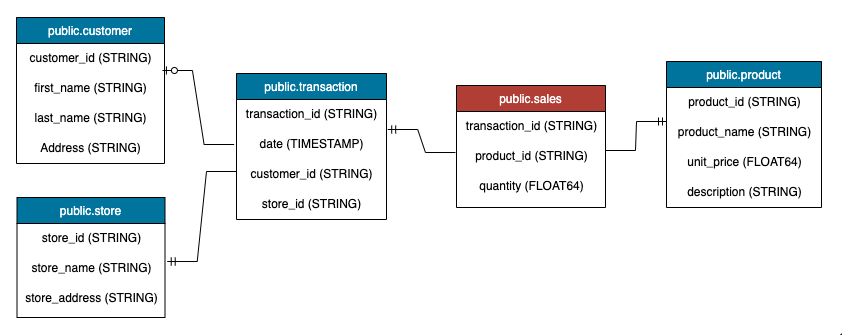 public.customer
customer_id (STRING)
first_name (STRING)
last_name (STRING)
Address (STRING)
public.store
store_id (STRING)
store_name (STRING)
store_address (STRING)
public.transaction
transaction_id (STRING)
date (TIMESTAMP)
customer_id (STRING)
store_id (STRING)
public.sales
transaction_id (STRING)
product_id (STRING)
quantity (FLOAT64)
public.product
product_id (STRING)
product_name (STRING)
unit_price (FLOAT64)
description (STRING)